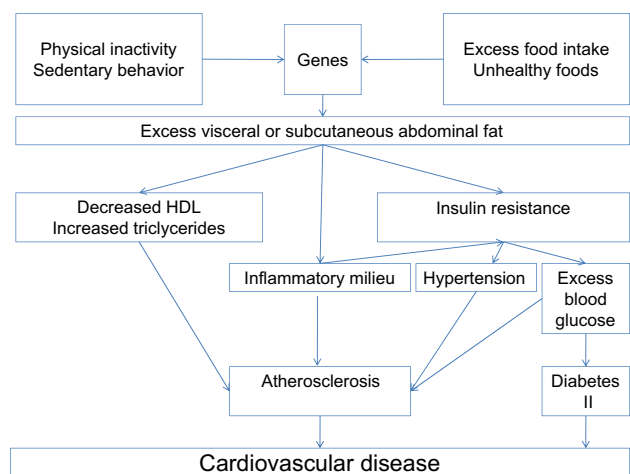 Physical inactivity
Sedentary behavior
Genes
Excess food intake
Unhealthy foods
Excess visceral or subcutaneous abdominal fat
Decreased HDL
Increased triclycerides
Insulin resistance
Inflammatory milieu
Hypertension
Excess
blood
glucose
Atherosclerosis
Diabetes
II
Cardiovascular disease